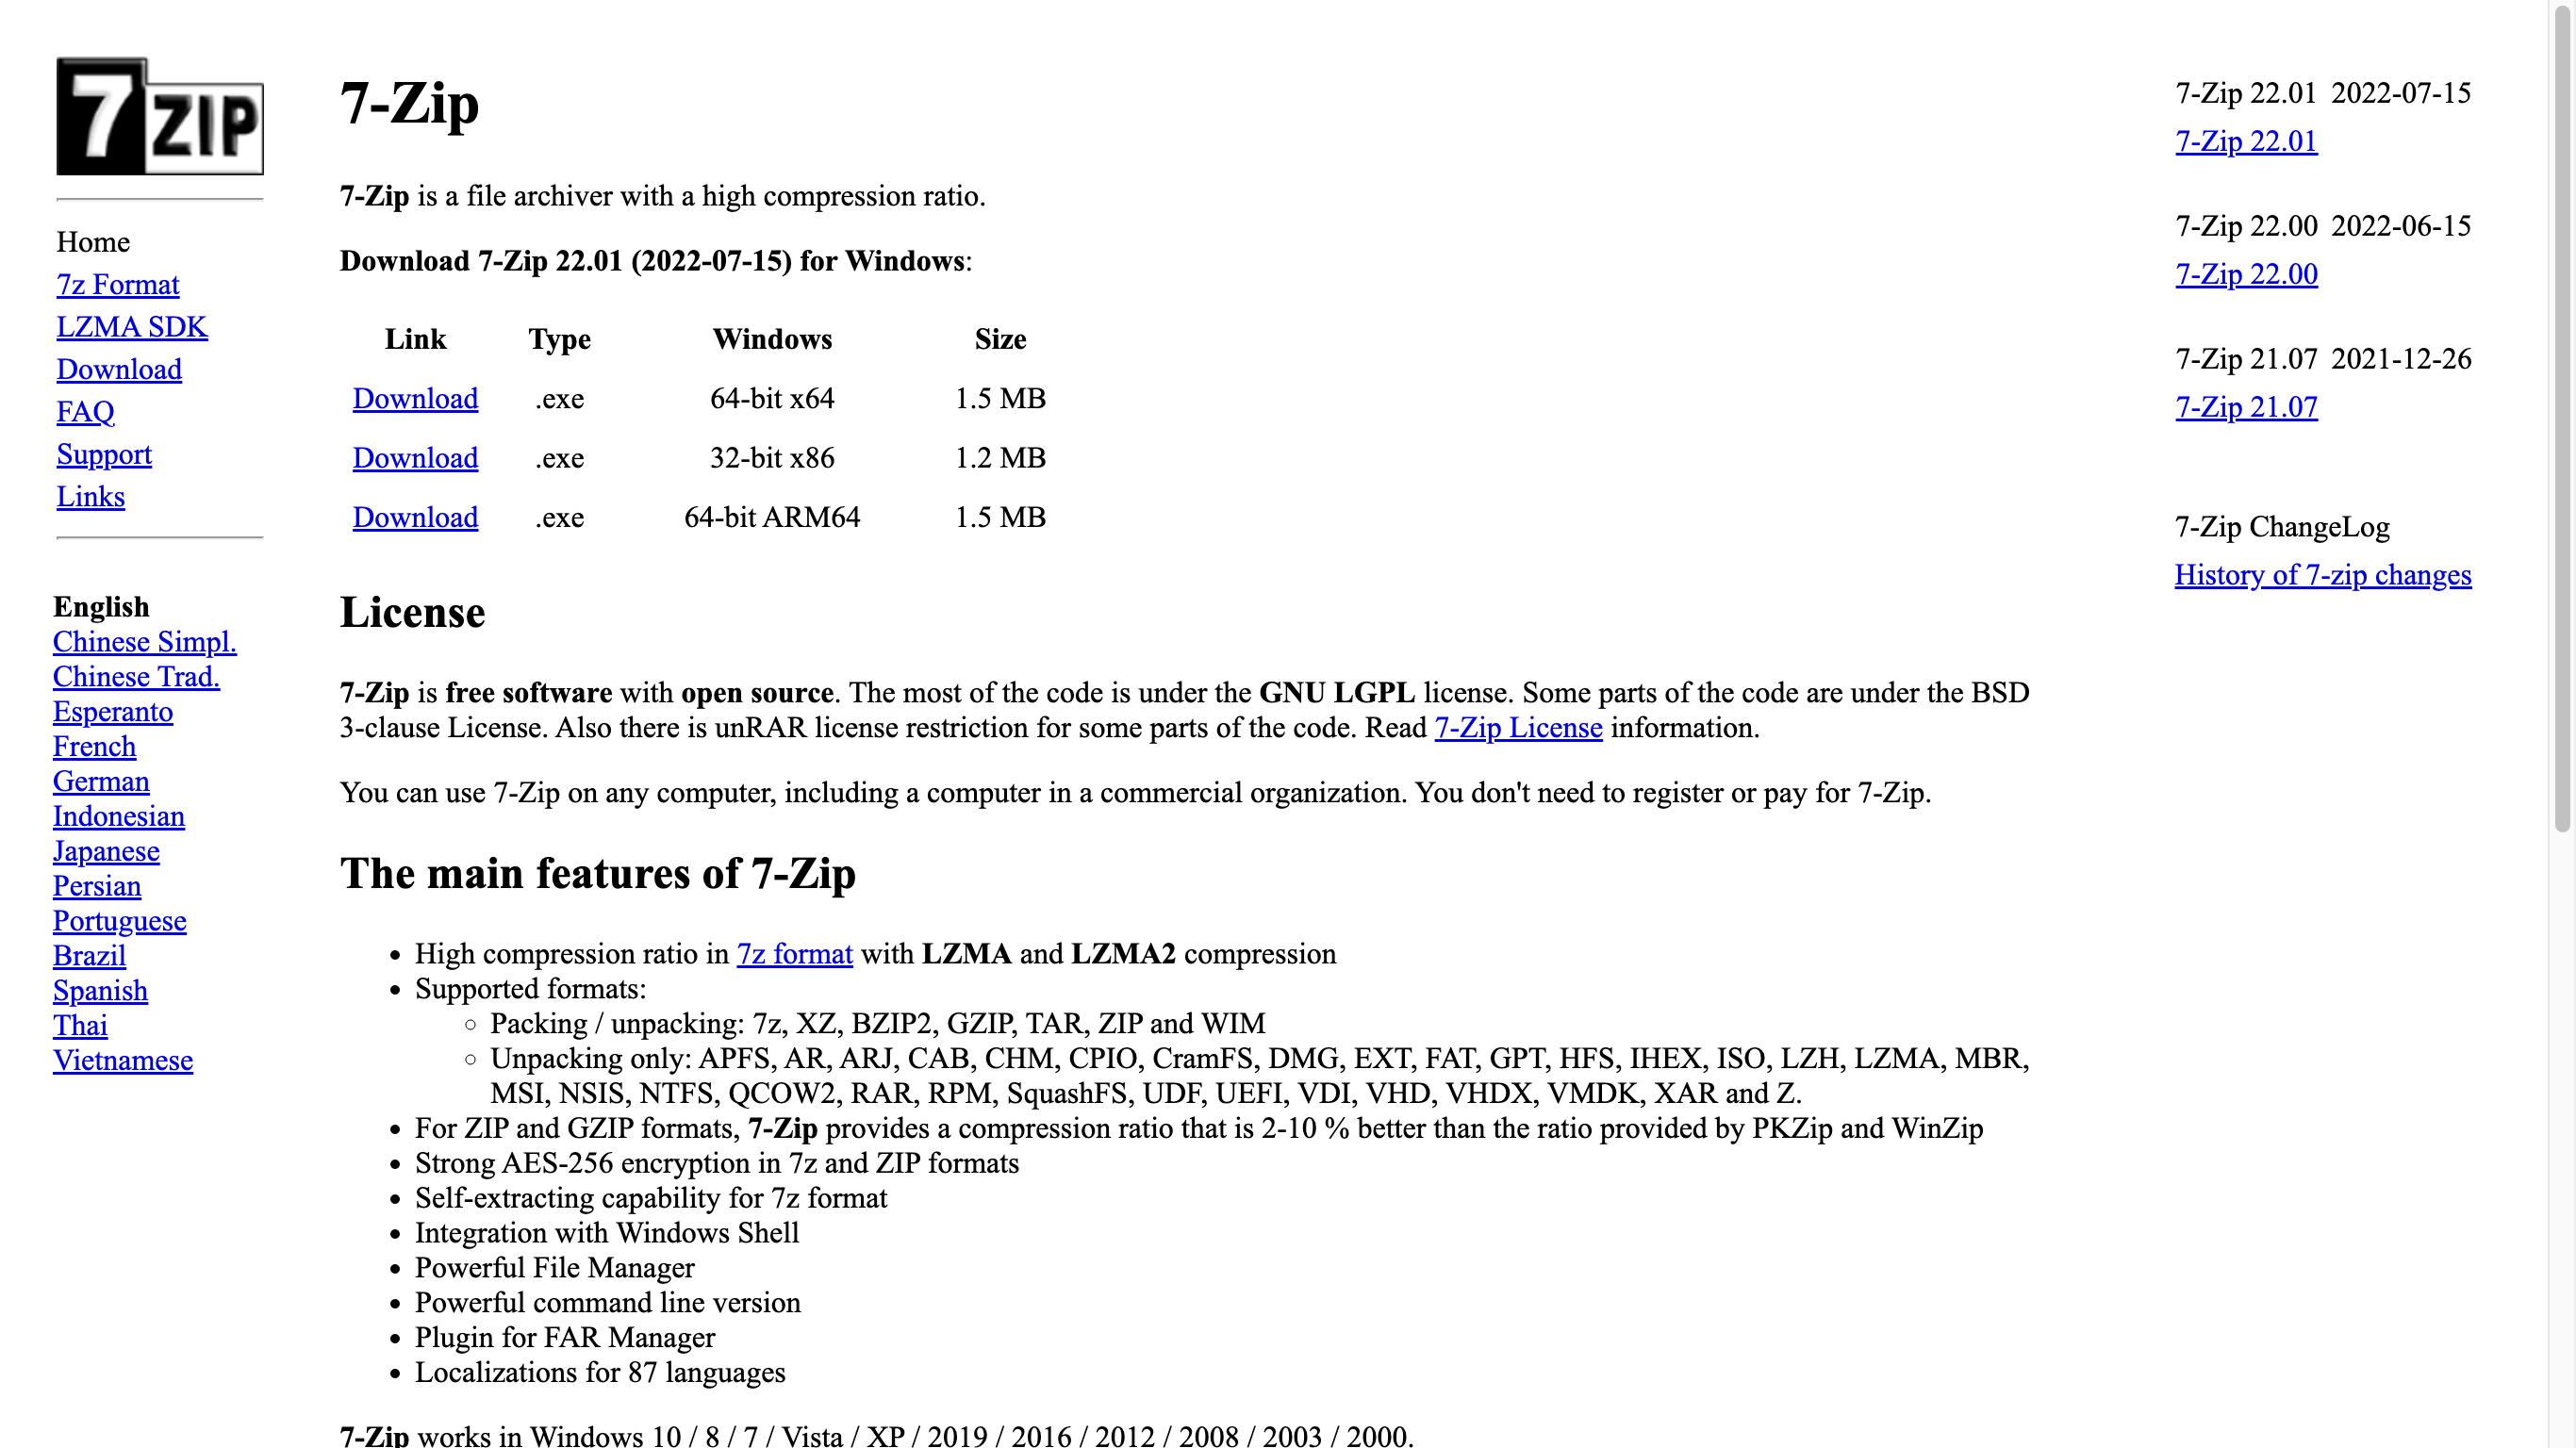 7 ZIP
Home
7z Format
LZMA SDK
Download
FAQ
Support
Links
English
Chinese Simpl.
Chinese Trad.
Esperanto
French
German
Indonesian
Japanese
Persian
Portuguese
Brazil
Spanish
Thai
Vietnamese
7-Zip
7-Zip is a file archiver with a high compression ratio.
Download 7-Zip 22.01 (2022-07-15) for Windows:
Link Type Windows Size
Download .exe 64-bit x64 1.5 MB
Download .exe 32-bit x86 1.2 MB
Download .exe 64-bit ARM64 1.5 MB
License
7-Zip is free software with open source. The most of the code is under the GNU LGPL license. Some parts of the code are under the BSD
3-clause License. Also there is unRAR license restriction for some parts of the code. Read 7-Zip License information.
You can use 7-Zip on any computer, including a computer in a commercial organization. You don't need to register or pay for 7-Zip.
The main features of 7-Zip
• High compression ratio in 7z format with LZMA and LZMA2 compression
• Supported formats:
◦ Packing / unpacking: 7z, XZ, BZIP2, GZIP, TAR, ZIP and WIM
◦ Unpacking only: APFS, AR, ARJ, CAB, CHM, CPIO, CramFS, DMG, EXT, FAT, GPT, HFS, IHEX, ISO, LZH, LZMA, MBR,
MSI, NSIS, NTFS, QCOW2, RAR, RPM, SquashFS, UDF, UEFI, VDI, VHD, VHDX, VMDK, XAR and Z.
• For ZIP and GZIP formats, 7-Zip provides a compression ratio that is 2-10 % better than the ratio provided by PKZip and WinZip
• Strong AES-256 encryption in 7z and ZIP formats
• Self-extracting capability for 7z format
• Integration with Windows Shell
• Powerful File Manager
• Powerful command line version
• Plugin for FAR Manager
• Localizations for 87 languages
7-Zip works in Windows 10 / 8 / 7 / Vista / XP / 2019 / 2016 / 2012 / 2008 / 2003 / 2000.
7-Zip 22.01 2022-07-15
7-Zip 22.01
7-Zip 22.00 2022-06-15
7-Zip 22.00
7-Zip 21.07 2021-12-26
7-Zip 21.07
7-Zip ChangeLog
History of 7-zip changes